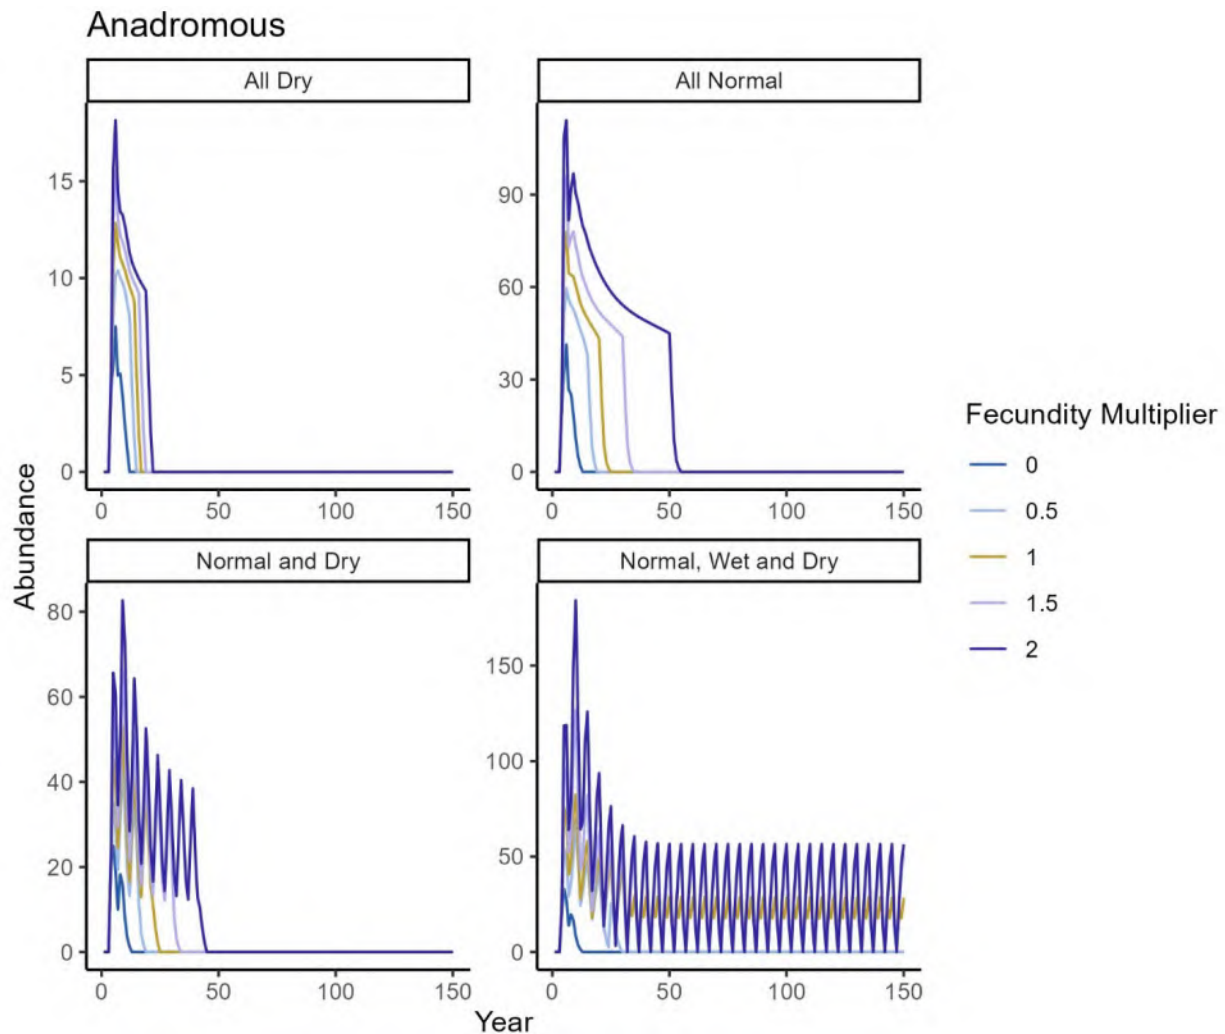 Anadromous
All Dry
All Normal
15
10
5
0
90
60
30
0
0 50 100 150
0 50 100 150
Normal and Dry
Normal, Wet and Dry
80
60
40
20
0
150
100
50
0
0 50 100 150
0 50 100 150
Abundance
Year
Fecundity Multiplier
0
0.5
1
1.5
2